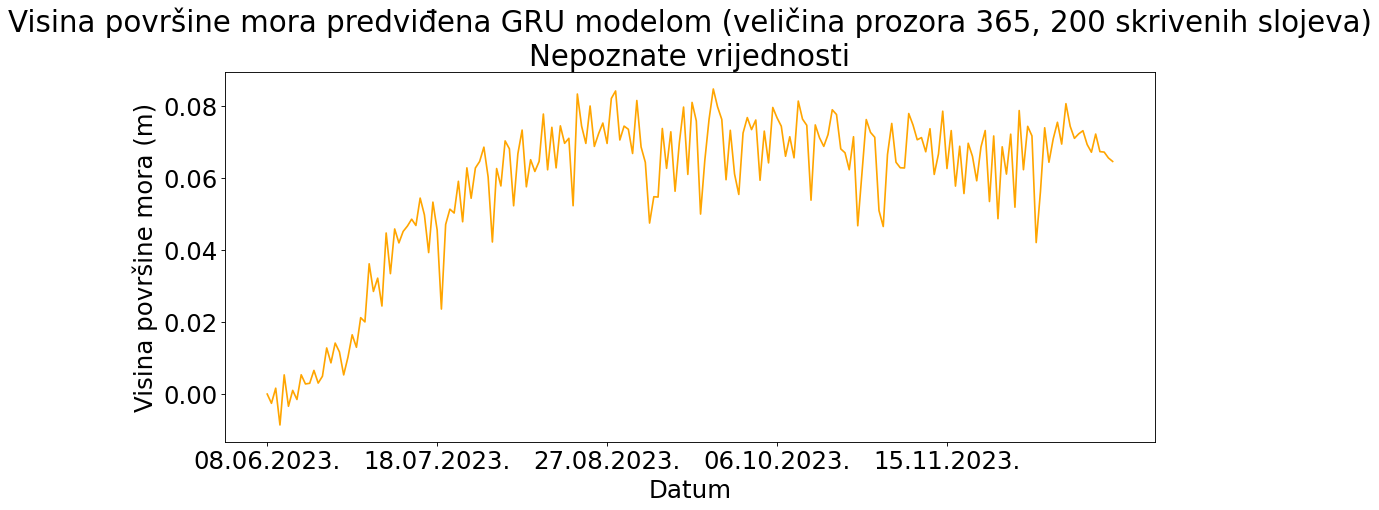 Visina površine mora predviđena GRU modelom (veličina prozora 365, 200 skrivenih slojeva)
Nepoznate vrijednosti
Visina površine mora (m)
0.08
0.06
0.04
0.02
0.00
08.06.2023. 18.07.2023. 27.08.2023. 06.10.2023. 15.11.2023.
Datum